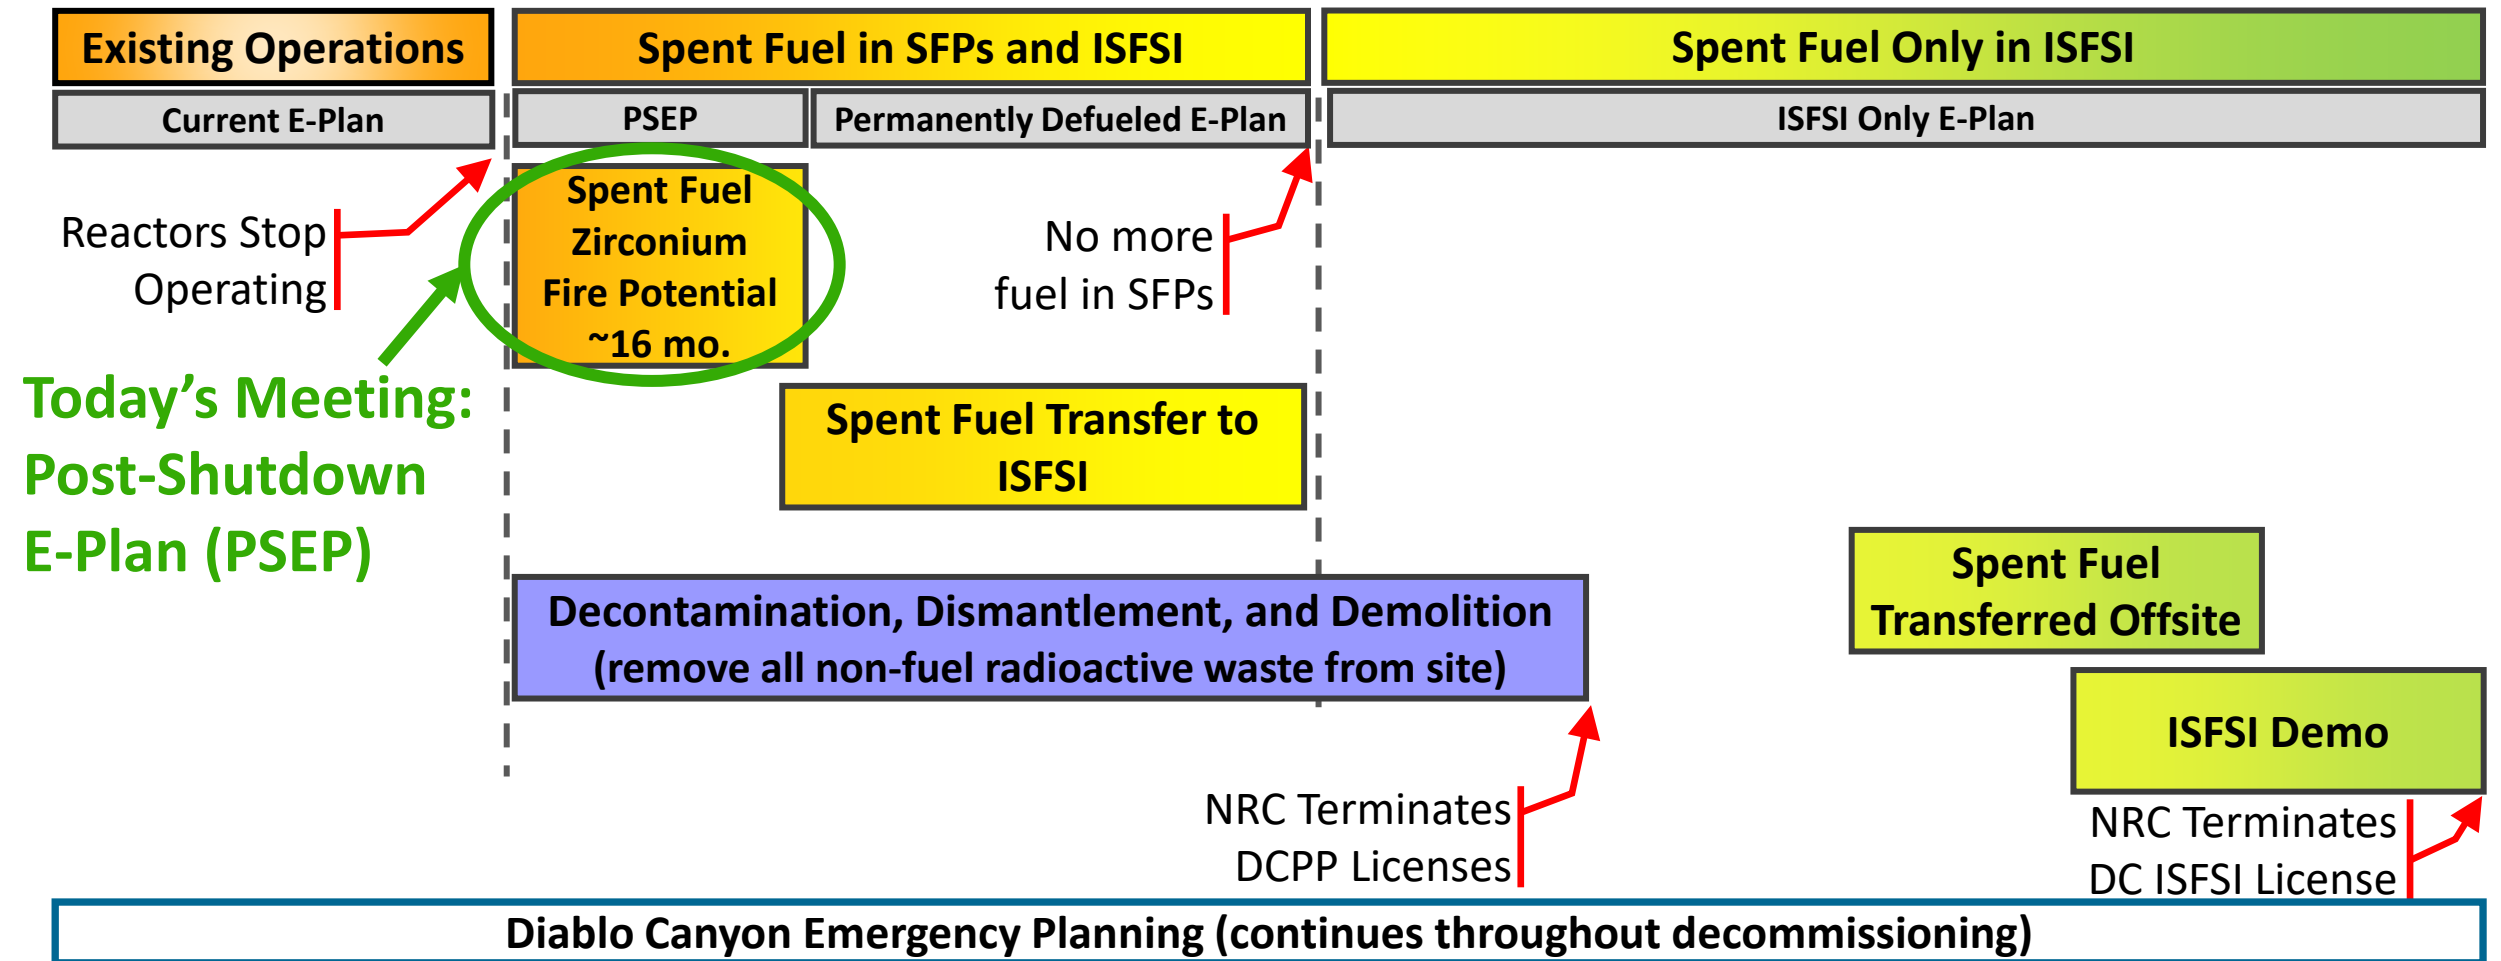 Existing Operations
Spent Fuel in SFPs and ISFSI
Spent Fuel Only in ISFSI
Current E-Plan
PSEP
Permanently Defueled E-Plan
ISFSI Only E-Plan
Spent Fuel
Zirconium
Fire Potential
~16 mo.
Reactors Stop
Operating
No more
fuel in SFPs
Today's Meeting:
Post-Shutdown
E-Plan (PSEP)
Spent Fuel Transfer to
ISFSI
Decontamination, Dismantlement, and Demolition
(remove all non-fuel radioactive waste from site)
Spent Fuel
Transferred Offsite
ISFSI Demo
NRC Terminates
DCPP Licenses
NRC Terminates
DC ISFSI License
Diablo Canyon Emergency Planning (continues throughout decommissioning)